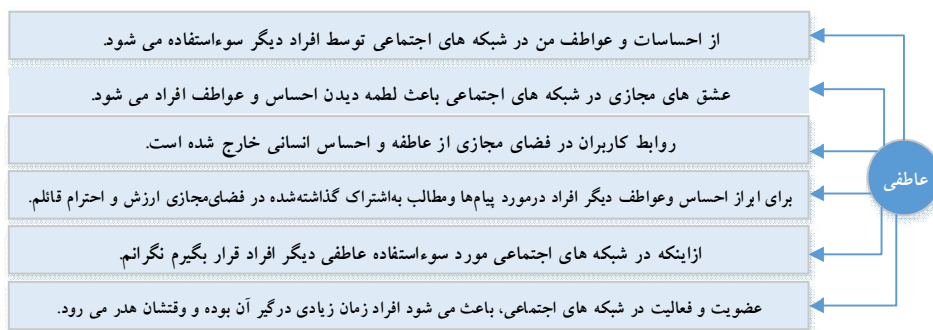 از احساسات و عواطف من در شبکه های اجتماعی توسط افراد دیگر سوءاستفاده می شود.
عشق های مجازی در شبکه های اجتماعی باعث لطمه دیدن احساس و عواطف افراد می شود.
روابط کاربران در فضای مجازی از عاطفه و احساس انسانی خارج شده است.
عاطفی
برای ابراز احساس وعواطف دیگر افراد درمورد پیام‌ها ومطالب به‌اشتراک گذاشته‌شده در فضای‌مجازی ارزش و احترام قائلم.
ازاینکه در شبکه های اجتماعی مورد سوءاستفاده عاطفی دیگر افراد قرار بگیرم نگرانم.
عضویت و فعالیت در شبکه های اجتماعی، باعث می شود افراد زمان زیادی درگیر آن بوده و وقتشان هدر می رود.